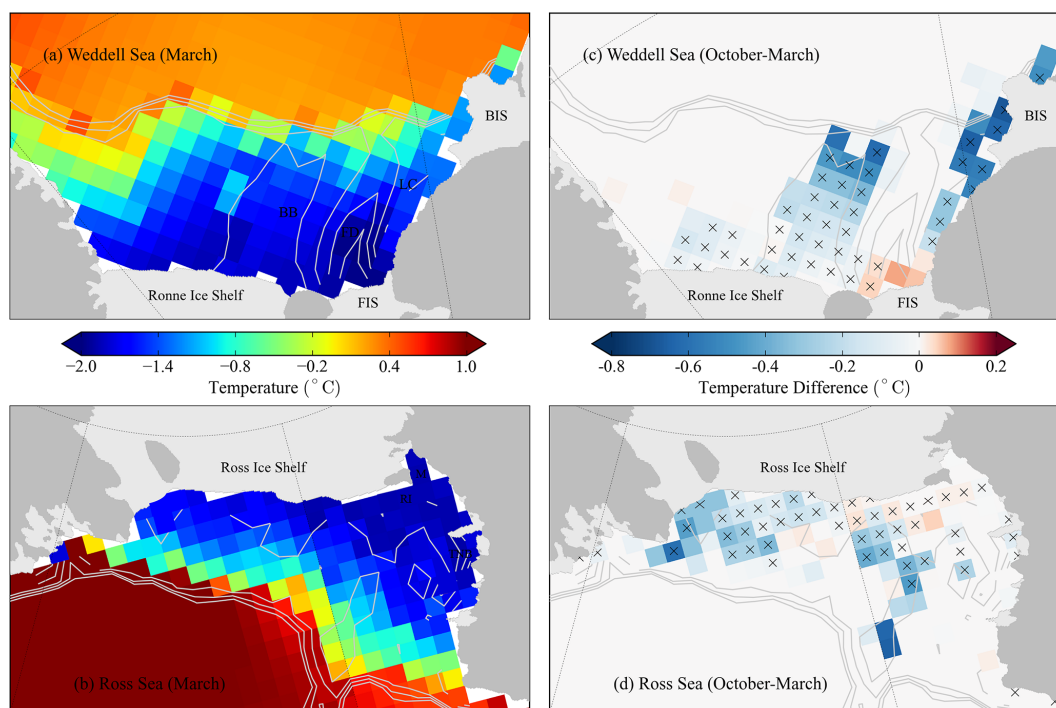 (a) Weddell Sea (March)
LC
BB
Ronne Ice Shelf
FIS
(c) Weddell Sea (October-March)
BIS
BIS
Ronne Ice Shelf
FIS
−2.0 −1.4 −0.8 −0.2 0.4 1.0
Temperature (°C)
-0.8 -0.6 -0.4 -0.2 0 0.2
Temperature Difference (°C)
Ross Ice Shelf
M
RI
(b) Ross Sea (March)
Ross Ice Shelf
(d) Ross Sea (October-March)